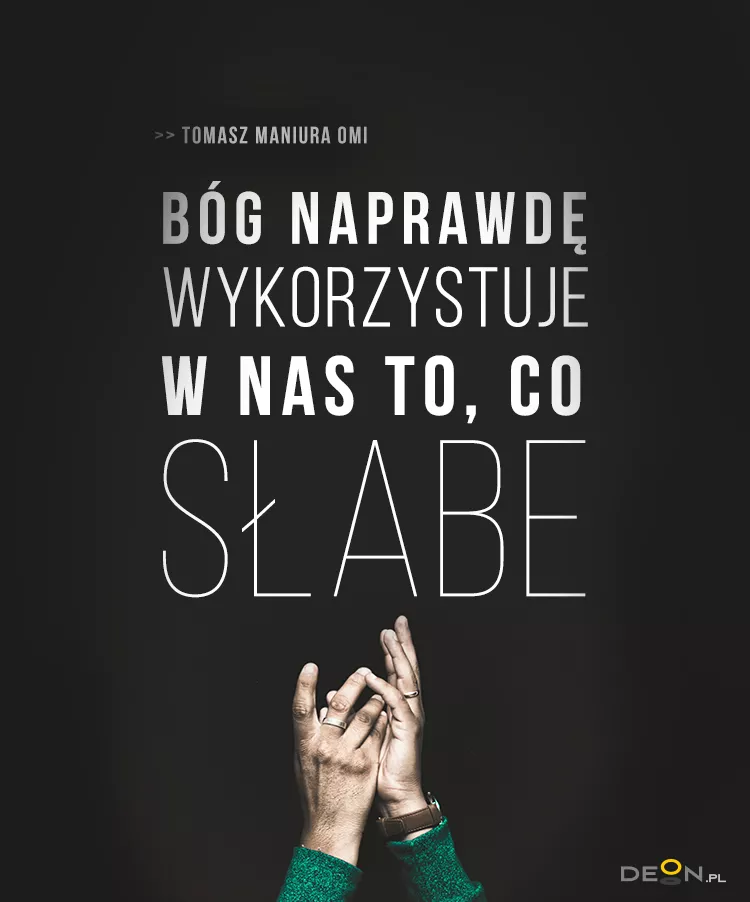 >> TOMASZ MANIURA OMI
BÓG NAPRAWDĘ
WYKORZYSTUJE
W NAS TO, CO
SŁABE
DEON.PL